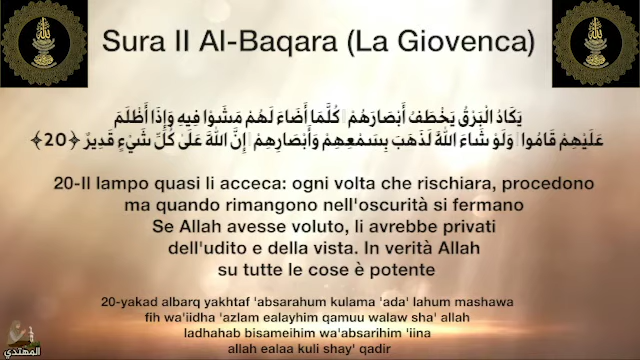 Sura II Al-Baqara (La Giovenca)
يَكَادُ الْبَرْقُ يَخْطَفُ أَبْصَارَهُمْ كُلَّمَا أَضَاءَ لَهُمْ مَشَوْا فِيهِ وَإِذَا أَظْلَمَ
عَلَيْهِمْ قَامُوا وَلَوْ شَاءَ اللَّهُ لَذَهَبَ بِسَمْعِهِمْ وَأَبْصَارِهِمْ إِنَّ اللَّهَ عَلَىٰ كُلِّ شَيْءٍ قَدِيرٌ ﴿20﴾
20-Il lampo quasi li acceca: ogni volta che rischiara, procedono
ma quando rimangono nell'oscurità si fermano
Se Allah avesse voluto, li avrebbe privati
dell'udito e della vista. In verità Allah
su tutte le cose è potente
20-yakad albarq yakhtaf 'absarahum kulama 'ada' lahum mashawa
fih wa'iidha 'azlam ealayhim qamuu walaw sha' allah
ladhahab bisameihim wa'absarihim 'iina
allah ealaa kuli shay' qadir
المهتدي